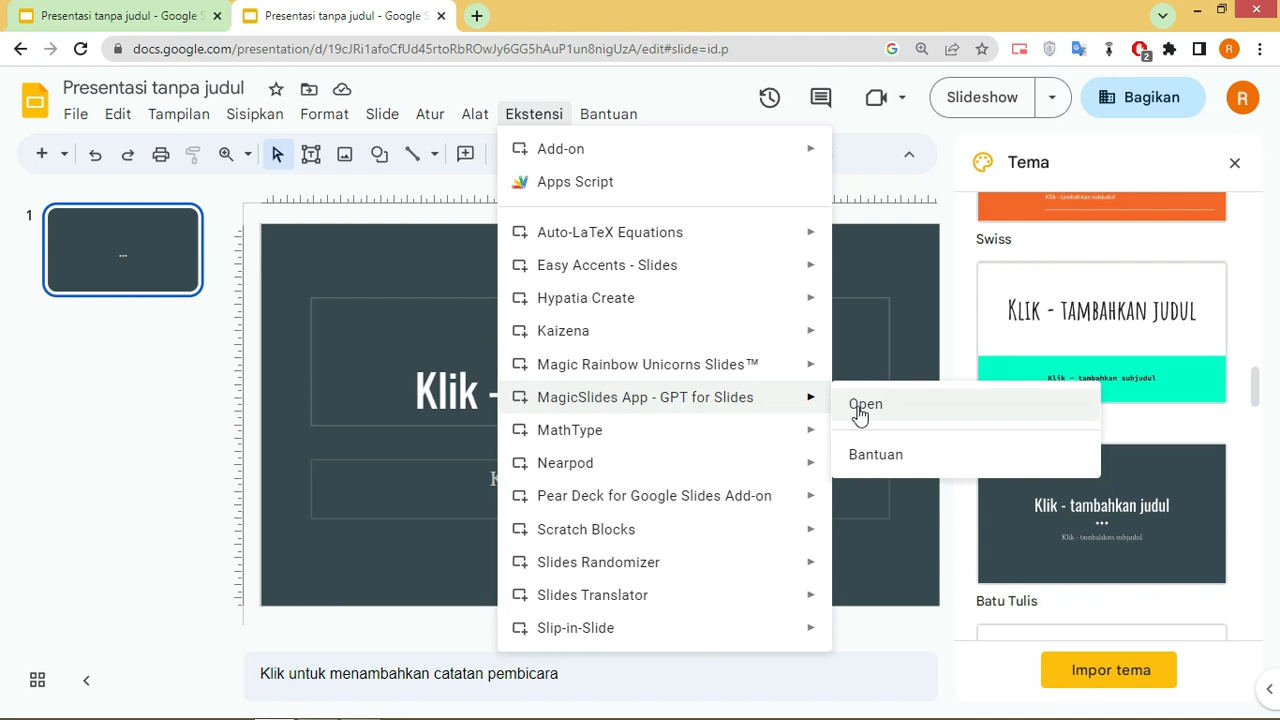 Presentasi tanpa judul - Google S
Presentasi tanpa judul - Google S
docs.google.com/presentation/d/19cJRi1afoCfUd45rtoRbROwJy6GG5hAuP1un8nigUzA/edit#slide=id.p
2
R
Presentasi tanpa judul
File Edit Tampilan Sisipkan Format Slide Atur Alat Ekstensi Bantuan
Slideshow
Bagikan
R
Add-on
Apps Script
Auto-LaTeX Equations
Easy Accents - Slides
Hypatia Create
Kaizena
Magic Rainbow Unicorns Slides™
MagicSlides App - GPT for Slides
MathType
Nearpod
Pear Deck for Google Slides Add-on
Scratch Blocks
Slides Randomizer
Slides Translator
Slip-in-Slide
Open
Bantuan
1
Klik -
K
Klik untuk menambahkan catatan pembicara
Tema
Klik - tambahkan subjudul
Swiss
Klik - tambahkan judul
Klik - tambahkan subjudul
Klik - tambahkan judul
Klik - tambahkan subjudul
Batu Tulis
Impor tema